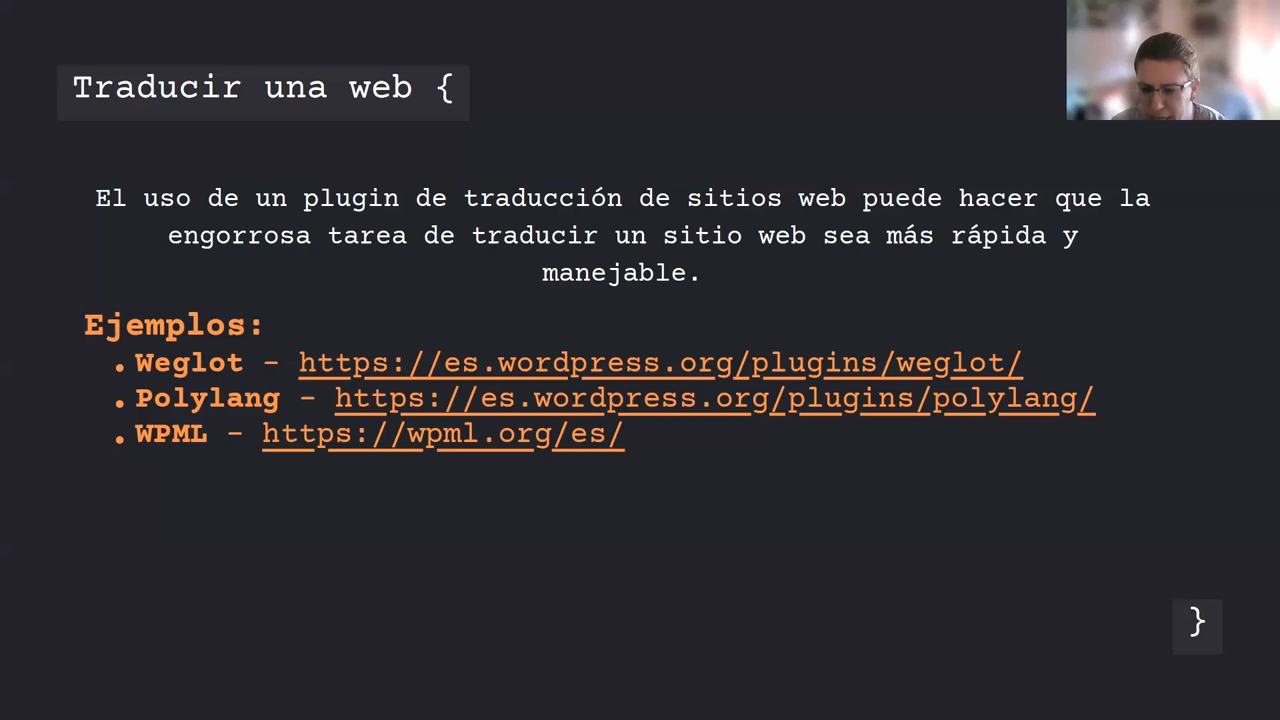 Traducir una web {
El uso de un plugin de traducción de sitios web puede hacer que la
engorrosa tarea de traducir un sitio web sea más rápida y
manejable.
Ejemplos:
• Weglot - https://es.wordpress.org/plugins/weglot/
• Polylang - https://es.wordpress.org/plugins/polylang/
• WPML - https://wpml.org/es/
}